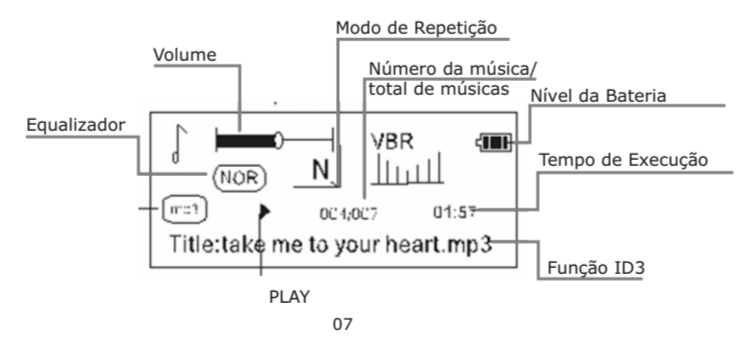 Modo de Repetição
Volume
Número da música/
total de músicas
Nível da Bateria
Equalizador
VBR
Tempo de Execução
NOR
N
mp3
004/007
01:57
Title:take me to your heart.mp3
Função ID3
PLAY
07